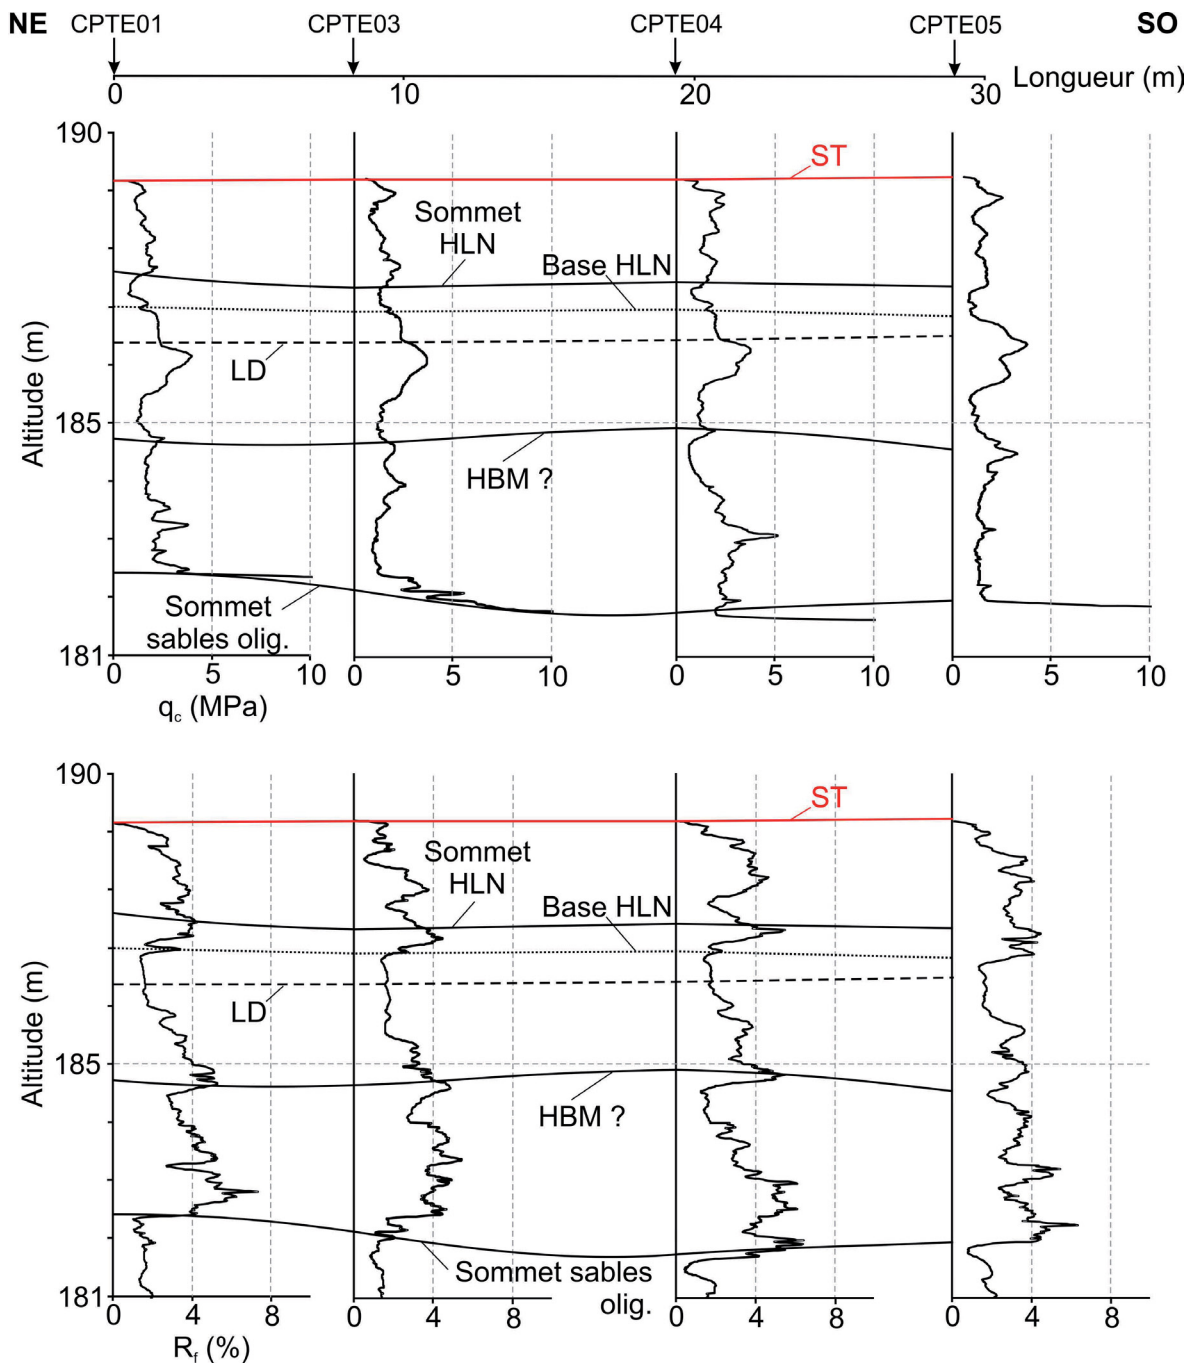 NE CPTE01 CPTE03 CPTE04 CPTE05 SO
0 10 20 30 Longueur (m)
190
ST
Sommet
HLN
Base HLN
LD
185
HBM ?
Sommet
sables olig.
181
Altitude (m)
0 5 10 0 5 10 0 5 10 0 5 10
qc (MPa)
190
ST
Sommet
HLN
Base HLN
LD
185
HBM ?
Sommet sables
olig.
181
Altitude (m)
0 4 8 0 4 8 0 4 8 0 4 8
Rf (%)